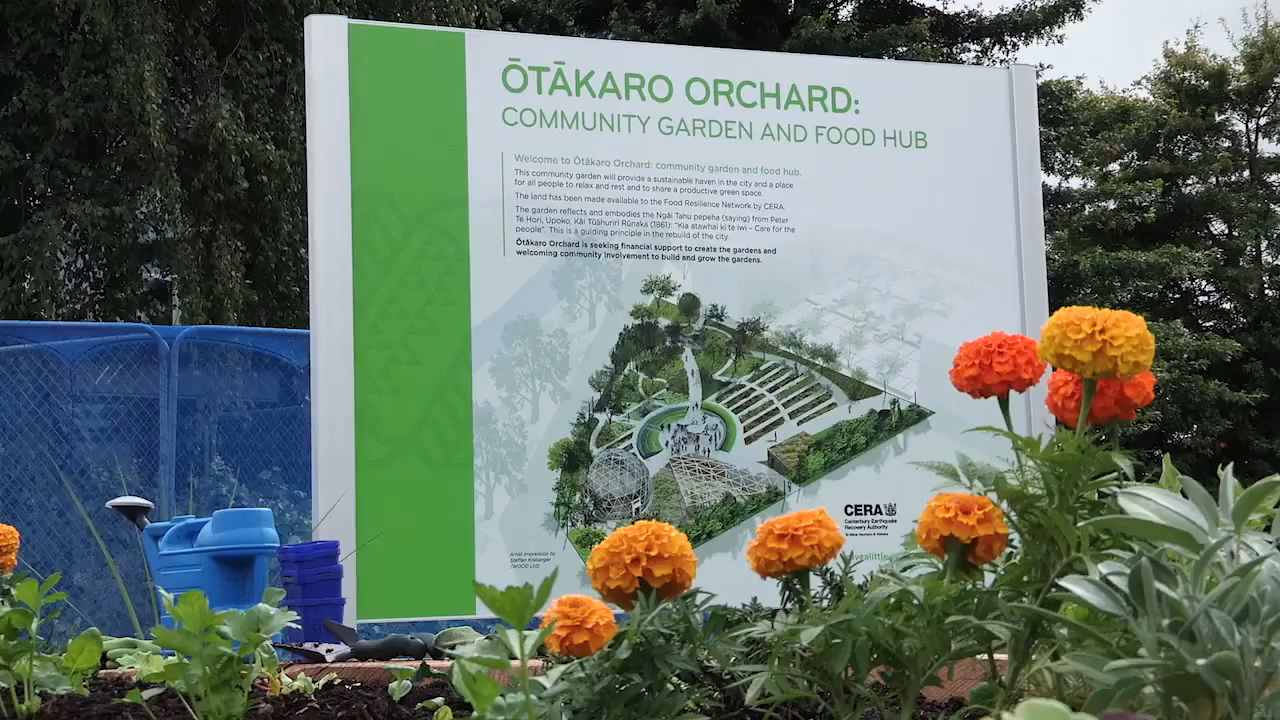 ŌTĀKARO ORCHARD:
COMMUNITY GARDEN AND FOOD HUB
Welcome to Ōtākaro Orchard: community garden and food hub.
This community garden will provide a sustainable haven in the city and a place
for all people to relax and rest and to share a productive green space.
The land has been made available to the Food Resilience Network by CERA.
The garden reflects and embodies the Ngāi Tahu pepeha (saying) from Peter
Te Hori, Upoko, Kāi Tūāhuriri Rūnaka (1861): "Kia atawhai ki te iwi – Care for the
people". This is a guiding principle in the rebuild of the city.
Ōtākaro Orchard is seeking financial support to create the gardens and
welcoming community involvement to build and grow the gardens.
CERA
Canterbury Earthquake
Recovery Authority
Artist impression by
(WOOD Ltd)